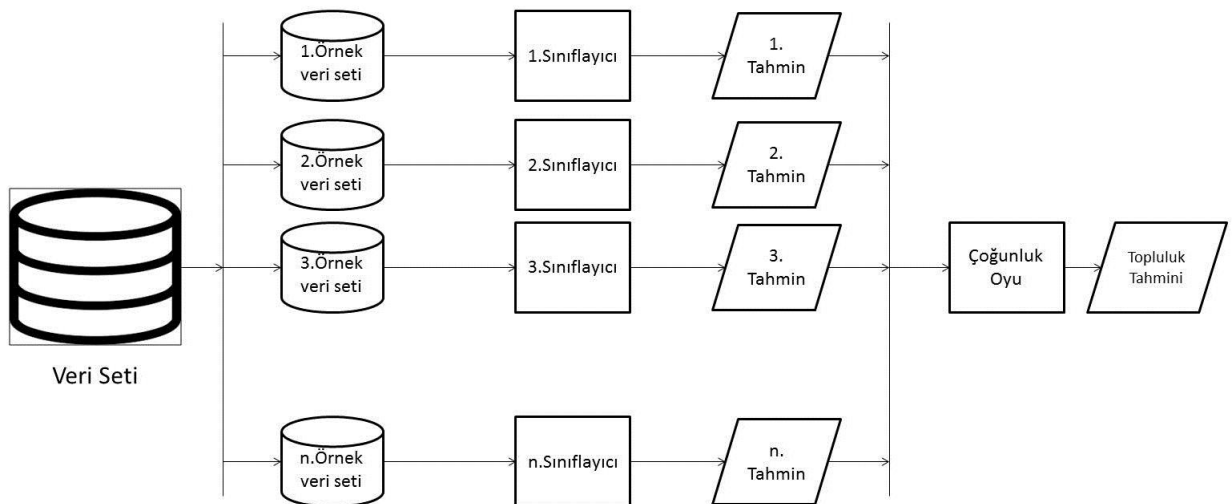 1.Örnek
veri seti
1.Sınıflayıcı
1.
Tahmin
2.Örnek
veri seti
2.Sınıflayıcı
2.
Tahmin
Veri Seti
3.Örnek
veri seti
3.Sınıflayıcı
3.
Tahmin
Çoğunluk
Oyu
Topluluk
Tahmini
n.Örnek
veri seti
n.Sınıflayıcı
n.
Tahmin